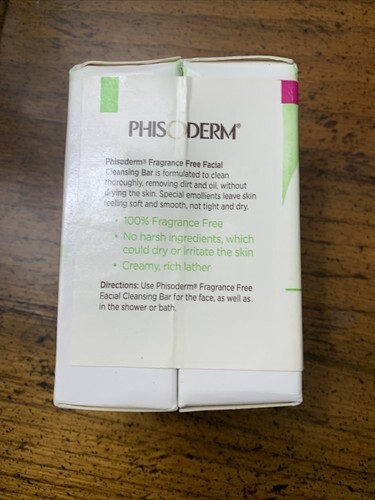 PHISODERM®
Phisoderm® Fragrance Free Facial
Cleansing Bar is formulated to clean
thoroughly, removing dirt and oil, without
drying the skin. Special emollients leave skin
feeling soft and smooth, not tight and dry.
• 100% Fragrance Free
• No harsh ingredients, which
could dry or irritate the skin
• Creamy, rich lather
Directions: Use Phisoderm® Fragrance Free
Facial Cleansing Bar for the face, as well as
in the shower or bath.